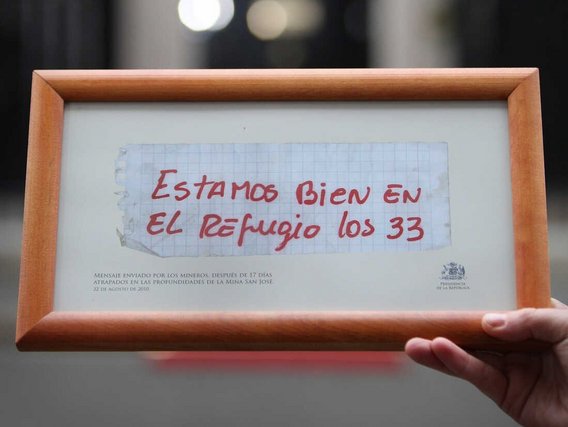 ESTAMOS BIEN EN
EL REFUGIO los 33
MENSAJE ENVIADO POR LOS MINEROS, DESPUÉS DE 17 DÍAS
ATRAPADOS EN LAS PROFUNDIDADES DE LA MINA SAN JOSÉ.
22 DE AGOSTO DE 2010
PRESIDENCIA
DE LA REPÚBLICA